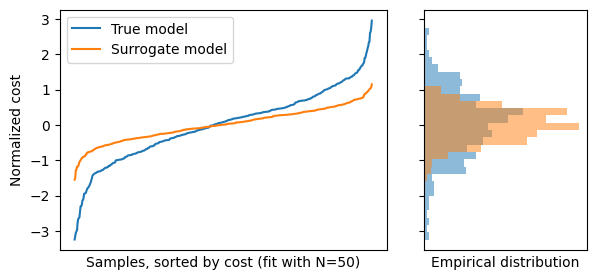 True model
Surrogate model
Normalized cost
3
2
1
0
−1
−2
−3
Samples, sorted by cost (fit with N=50)
Empirical distribution